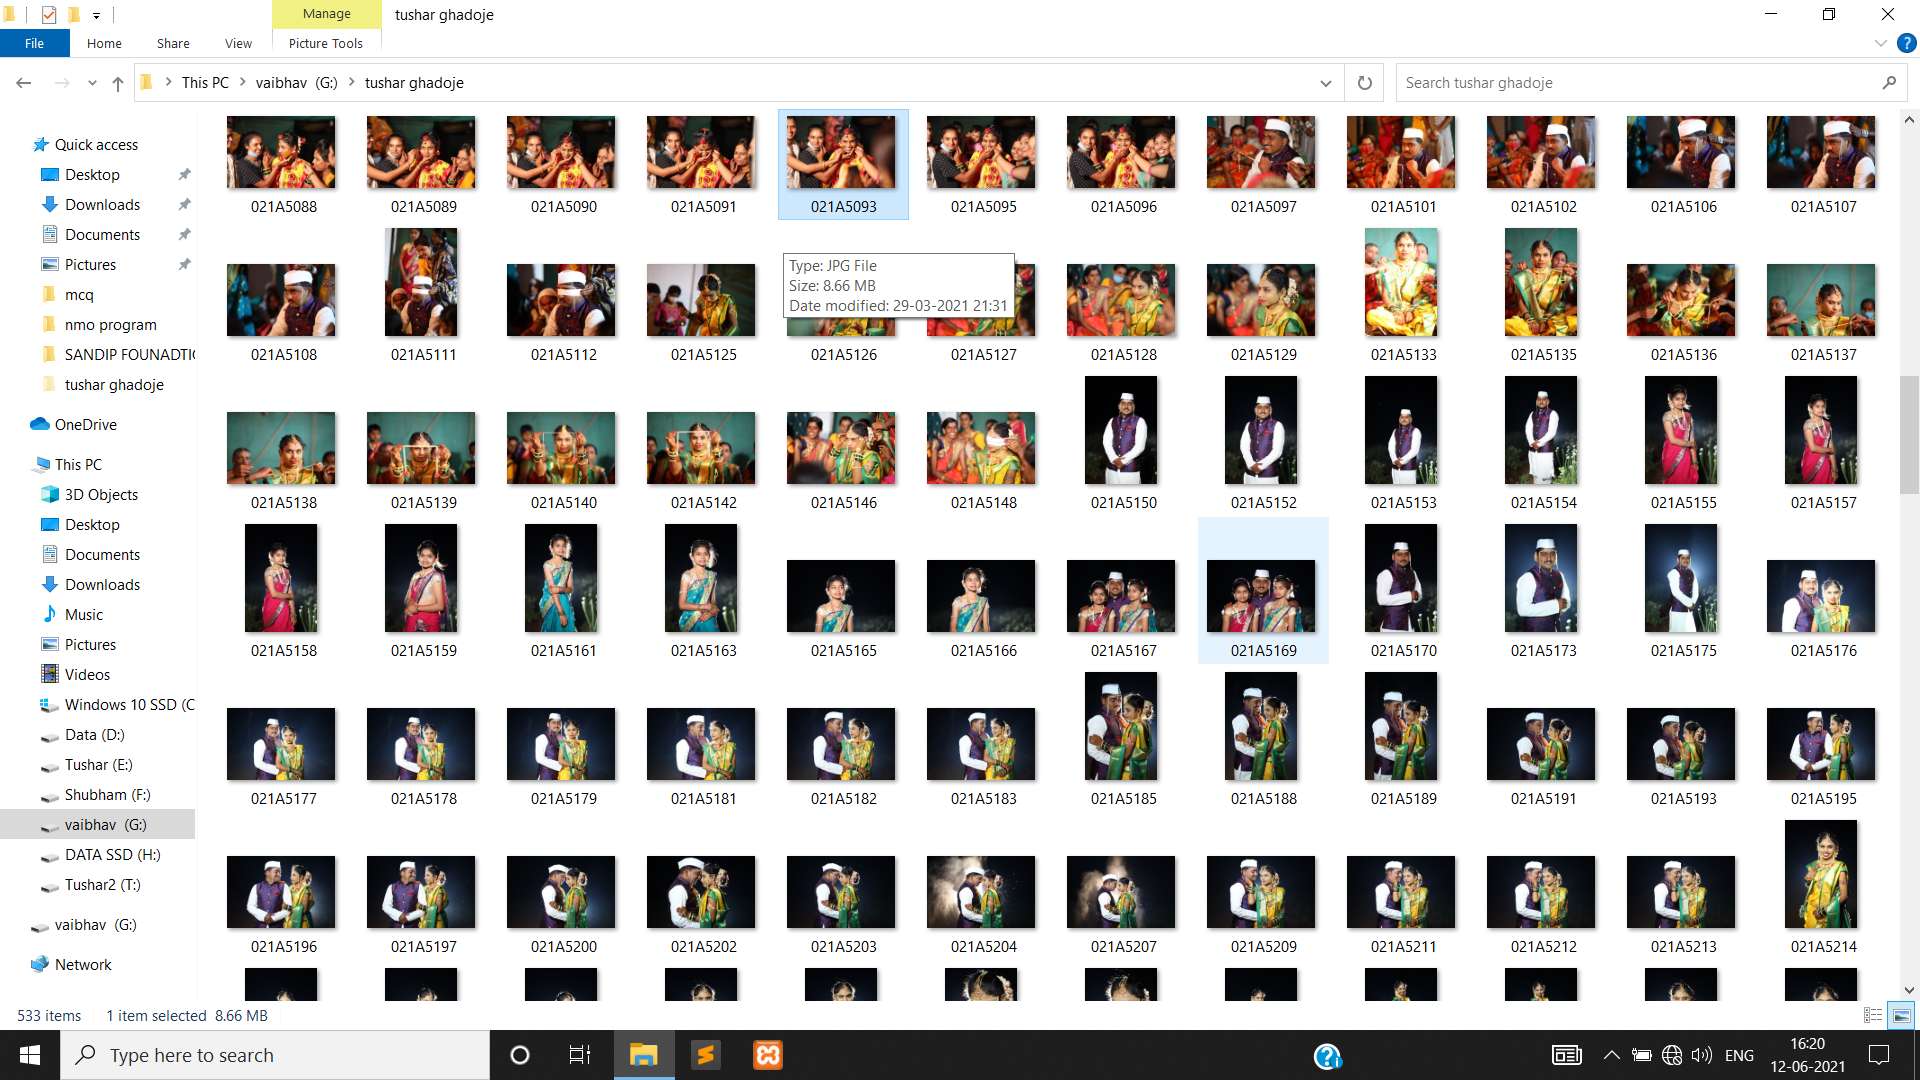 Manage
tushar ghadoje
File
Home
Share
View
Picture Tools
This PC
vaibhav (G:)
tushar ghadoje
Search tushar ghadoje
Quick access
Desktop
Downloads
Documents
Pictures
mcq
nmo program
SANDIP FOUNADTI
tushar ghadoje
OneDrive
This PC
3D Objects
Desktop
Documents
Downloads
Music
Pictures
Videos
Windows 10 SSD (C
Data (D:)
Tushar (E:)
Shubham (F:)
vaibhav (G:)
DATA SSD (H:)
Tushar2 (T:)
vaibhav (G:)
Network
021A5088 021A5089 021A5090 021A5091 021A5093 021A5095 021A5096 021A5097 021A5101 021A5102 021A5106 021A5107
Type: JPG File
Size: 8.66 MB
Date modified: 29-03-2021 21:31
021A5108 021A5111 021A5112 021A5125 021A5126 021A5127 021A5128 021A5129 021A5133 021A5135 021A5136 021A5137
021A5138 021A5139 021A5140 021A5142 021A5146 021A5148 021A5150 021A5152 021A5153 021A5154 021A5155 021A5157
021A5158 021A5159 021A5161 021A5163 021A5165 021A5166 021A5167 021A5169 021A5170 021A5173 021A5175 021A5176
021A5177 021A5178 021A5179 021A5181 021A5182 021A5183 021A5185 021A5188 021A5189 021A5191 021A5193 021A5195
021A5196 021A5197 021A5200 021A5202 021A5203 021A5204 021A5207 021A5209 021A5211 021A5212 021A5213 021A5214
533 items
1 item selected 8.66 MB
Type here to search
ENG
16:20
12-06-2021